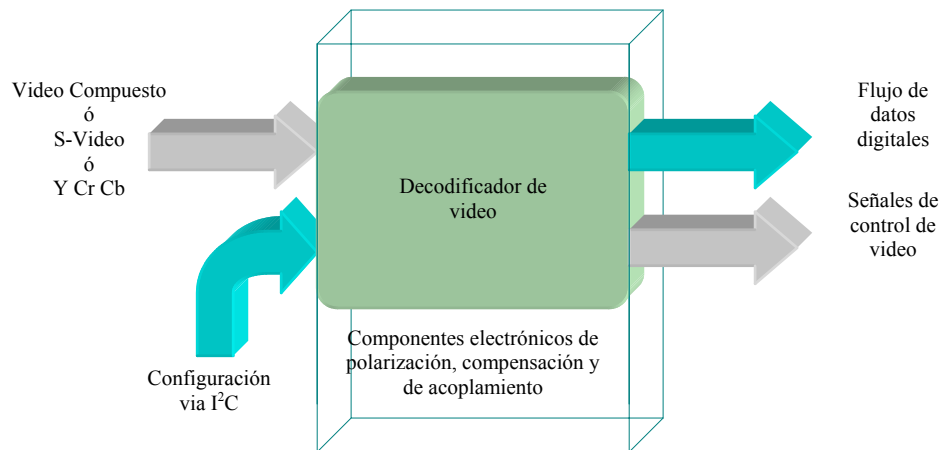 Video Compuesto
ó
S-Video
ó
Y Cr Cb
Configuración
via I²C
Decodificador de
video
Componentes electrónicos de
polarización, compensación y
de acoplamiento
Flujo de
datos
digitales
Señales de
control de
video